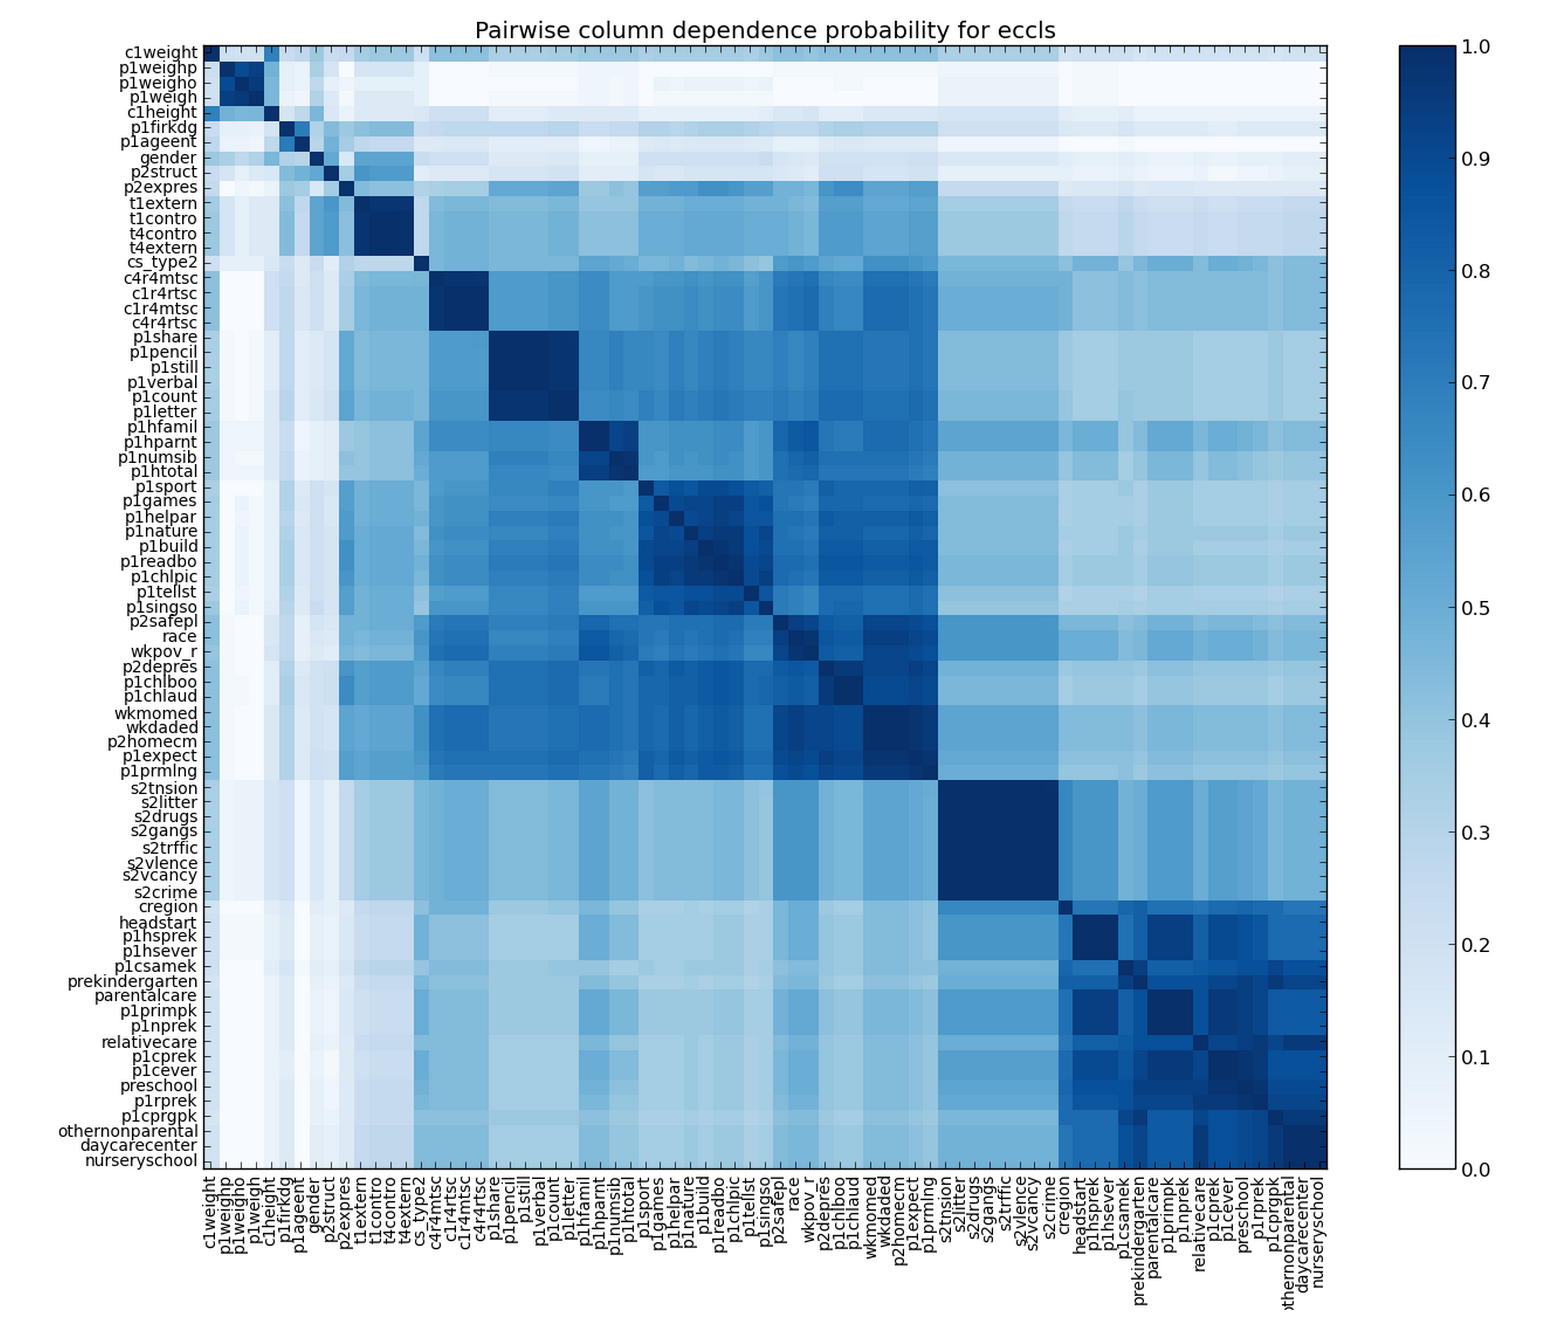 Pairwise column dependence probability for eccls
c1weight
p1weighp
p1weigho
p1weigh
c1height
p1firkdg
p1ageent
gender
p2struct
p2expres
t1extern
t1contro
t4contro
t4extern
cs_type2
c4r4mtsc
c1r4rtsc
c1r4mtsc
c4r4rtsc
p1share
p1pencil
p1still
p1verbal
p1count
p1letter
p1hfamil
p1hparnt
p1numsib
p1htotal
p1sport
p1games
p1helpar
p1nature
p1build
p1readbo
p1chlpic
p1tellst
p1singso
p2safepl
race
wkpov_r
p2depres
p1chlboo
p1chlaud
wkmomed
wkdaded
p2homecm
p1expect
p1prmlng
s2tnsion
s2litter
s2drugs
s2gangs
s2trffic
s2vlence
s2vcancy
s2crime
cregion
headstart
p1hsprek
p1hsever
p1csamek
prekindergarten
parentalcare
p1primpk
p1nprek
relativecare
p1cprek
p1cever
preschool
p1rprek
p1cprgpk
othernonparental
daycarecenter
nurseryschool
c1weight
p1weighp
p1weigho
p1weigh
c1height
p1firkdg
p1ageent
gender
p2struct
p2expres
t1extern
t1contro
t4contro
t4extern
cs_type2
c4r4mtsc
c1r4rtsc
c1r4mtsc
c4r4rtsc
p1share
p1pencil
p1still
p1verbal
p1count
p1letter
p1hfamil
p1hparnt
p1numsib
p1htotal
p1sport
p1games
p1helpar
p1nature
p1build
p1readbo
p1chlpic
p1tellst
p1singso
p2safepl
race
wkpov_r
p2depres
p1chlboo
p1chlaud
wkmomed
wkdaded
p2homecm
p1expect
p1prmlng
s2tnsion
s2litter
s2drugs
s2gangs
s2trffic
s2vlence
s2vcancy
s2crime
cregion
headstart
p1hsprek
p1hsever
p1csamek
prekindergarten
parentalcare
p1primpk
p1nprek
relativecare
p1cprek
p1cever
preschool
p1rprek
p1cprgpk
thernonparental
daycarecenter
nurseryschool
1.0
0.9
0.8
0.7
0.6
0.5
0.4
0.3
0.2
0.1
0.0